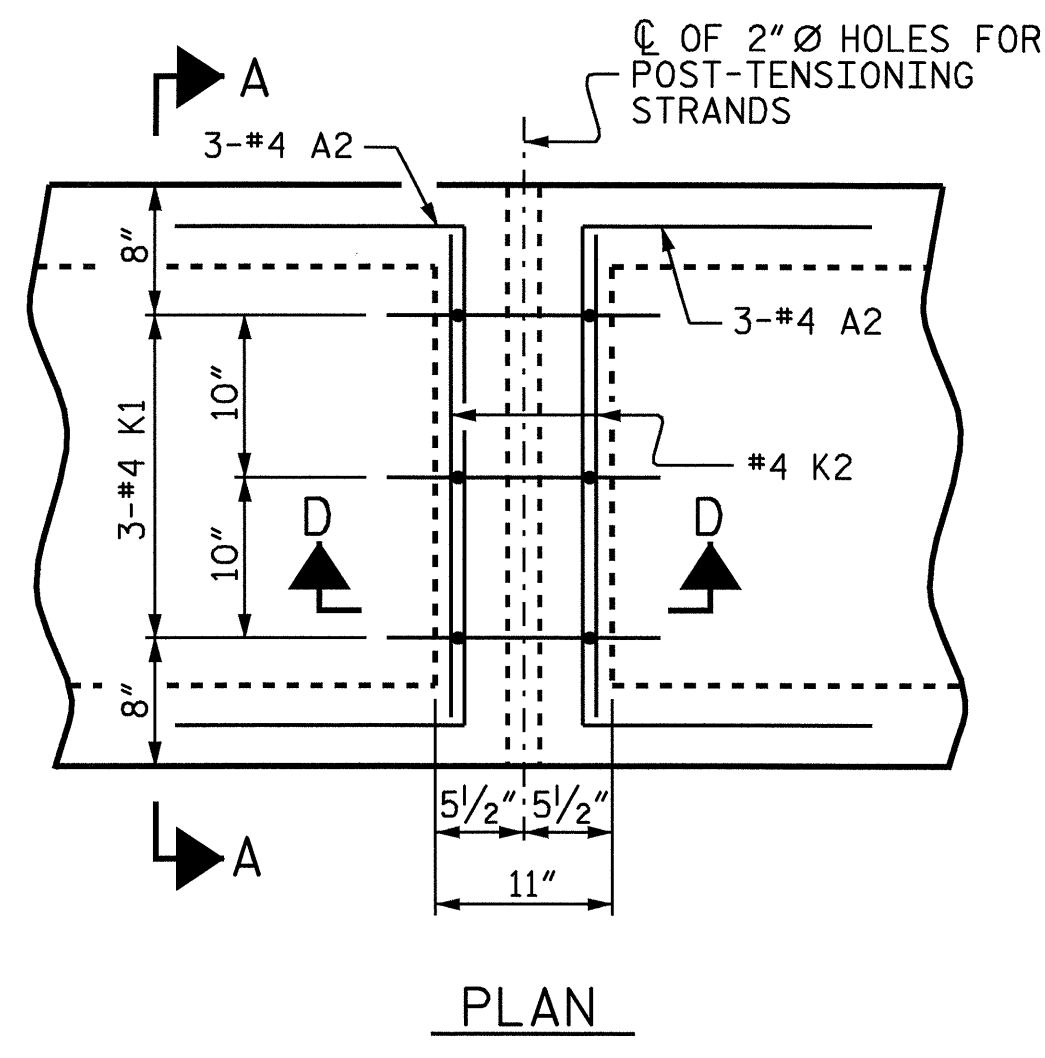 ℄ OF 2"Ø HOLES FOR
POST-TENSIONING
STRANDS
A
3-#4 A2
8"
3-#4 A2
10"
3-#4 K1
#4 K2
D
D
10"
8"
5½"
5½"
A
11"
PLAN